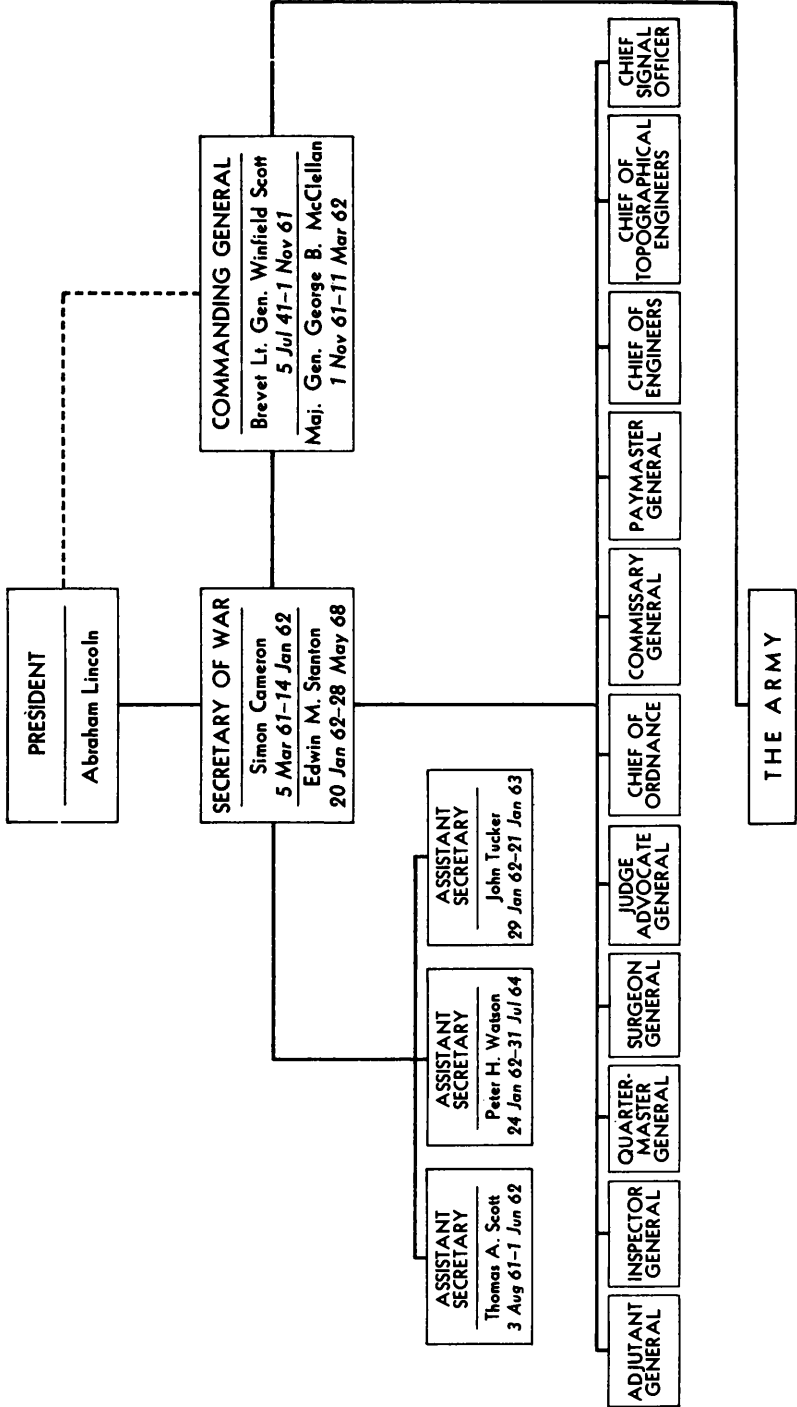 PRESIDENT
Abraham Lincoln
SECRETARY OF WAR
Simon Cameron
5 Mar 61–14 Jan 62
Edwin M. Stanton
20 Jan 62–28 May 68
COMMANDING GENERAL
Brevet Lt. Gen. Winfield Scott
5 Jul 41–1 Nov 61
Maj. Gen. George B. McClellan
1 Nov 61–11 Mar 62
ASSISTANT
SECRETARY
Thomas A. Scott
3 Aug 61–1 Jun 62
ASSISTANT
SECRETARY
Peter H. Watson
24 Jan 62–31 Jul 64
ASSISTANT
SECRETARY
John Tucker
29 Jan 62–21 Jan 63
ADJUTANT
GENERAL
INSPECTOR
GENERAL
QUARTER-
MASTER
GENERAL
SURGEON
GENERAL
JUDGE
ADVOCATE
GENERAL
CHIEF OF
ORDNANCE
COMMISSARY
GENERAL
PAYMASTER
GENERAL
CHIEF OF
ENGINEERS
CHIEF OF
TOPOGRAPHICAL
ENGINEERS
CHIEF
SIGNAL
OFFICER
THE ARMY